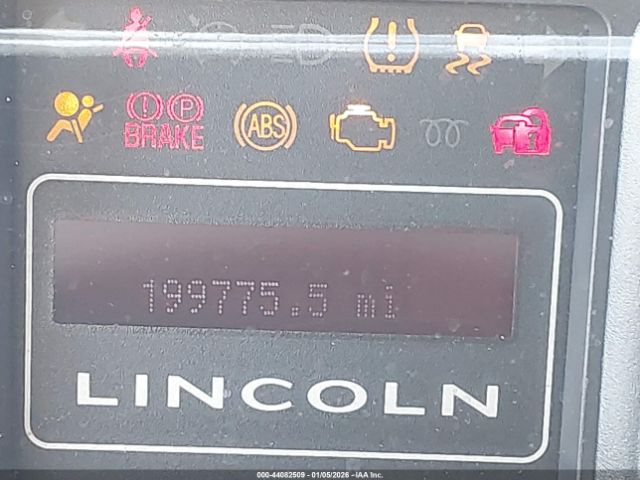 ! P
BRAKE
ABS
199775.5 mi
LINCOLN
000-44082509 - 01/05/2026 - IAA Inc.